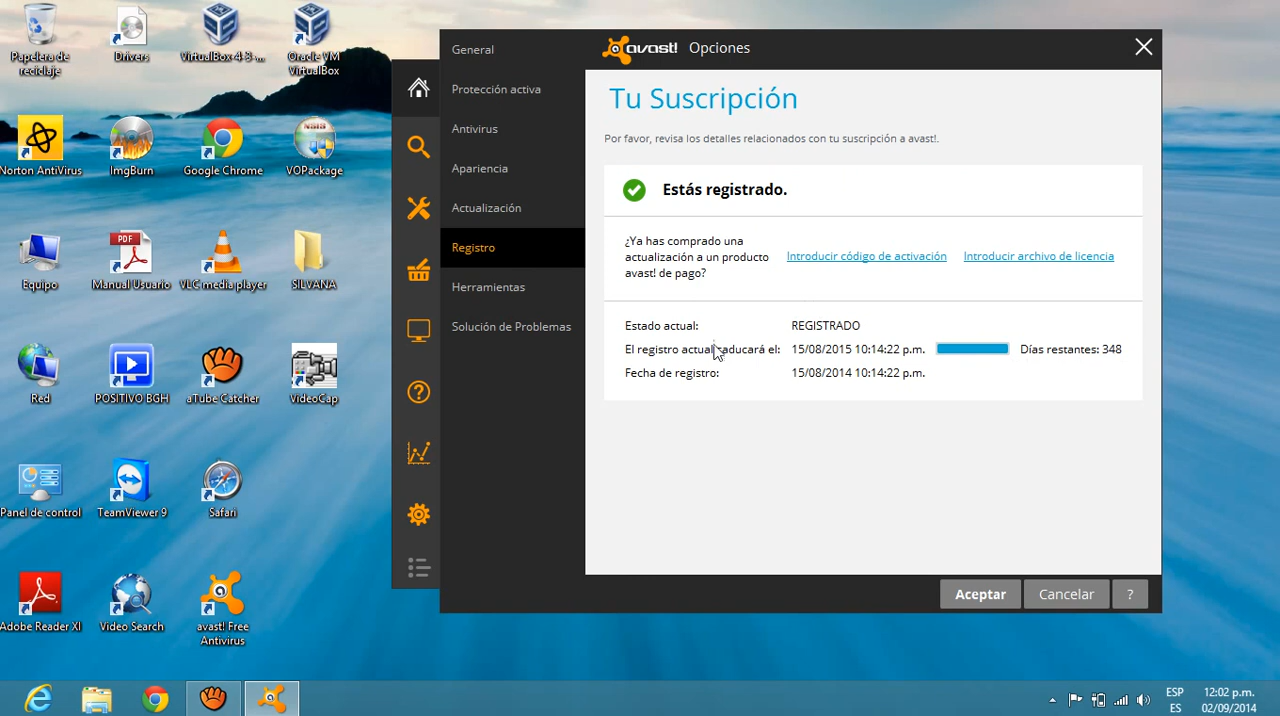 Papelera de
reciclaje
Drivers
VirtualBox 4-3-...
Oracle VM
VirtualBox
Norton AntiVirus
ImgBurn
Google Chrome
VOPackage
Equipo
PDF
Manual Usuario
VLC media player
SILVANA
Red
POSITIVO BGH
aTube Catcher
VideoCap
Panel de control
TeamViewer 9
Safari
Adobe Reader XI
Video Search
avast! Free
Antivirus
General
Protección activa
Antivirus
Apariencia
Actualización
Registro
Herramientas
Solución de Problemas
avast! Opciones
Tu Suscripción
Por favor, revisa los detalles relacionados con tu suscripción a avast!.
Estás registrado.
¿Ya has comprado una
actualización a un producto
avast! de pago?
Introducir código de activación
Introducir archivo de licencia
Estado actual: REGISTRADO
El registro actual caducará el: 15/08/2015 10:14:22 p.m. Días restantes: 348
Fecha de registro: 15/08/2014 10:14:22 p.m.
Aceptar
Cancelar
?
ESP
ES
12:02 p.m.
02/09/2014